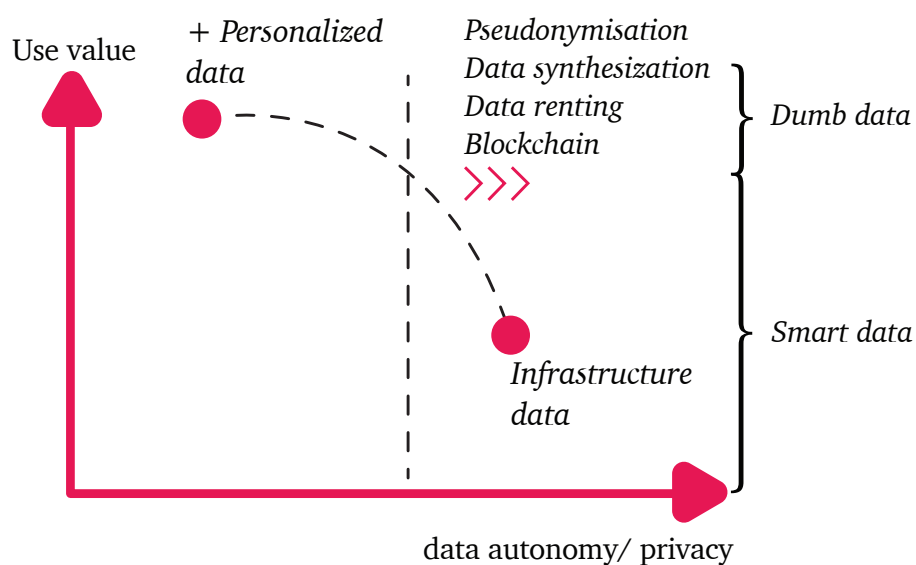 Use value
+ Personalized
data
Pseudonymisation
Data synthesization
Data renting
Blockchain
Dumb data
Smart data
Infrastructure
data
data autonomy/ privacy